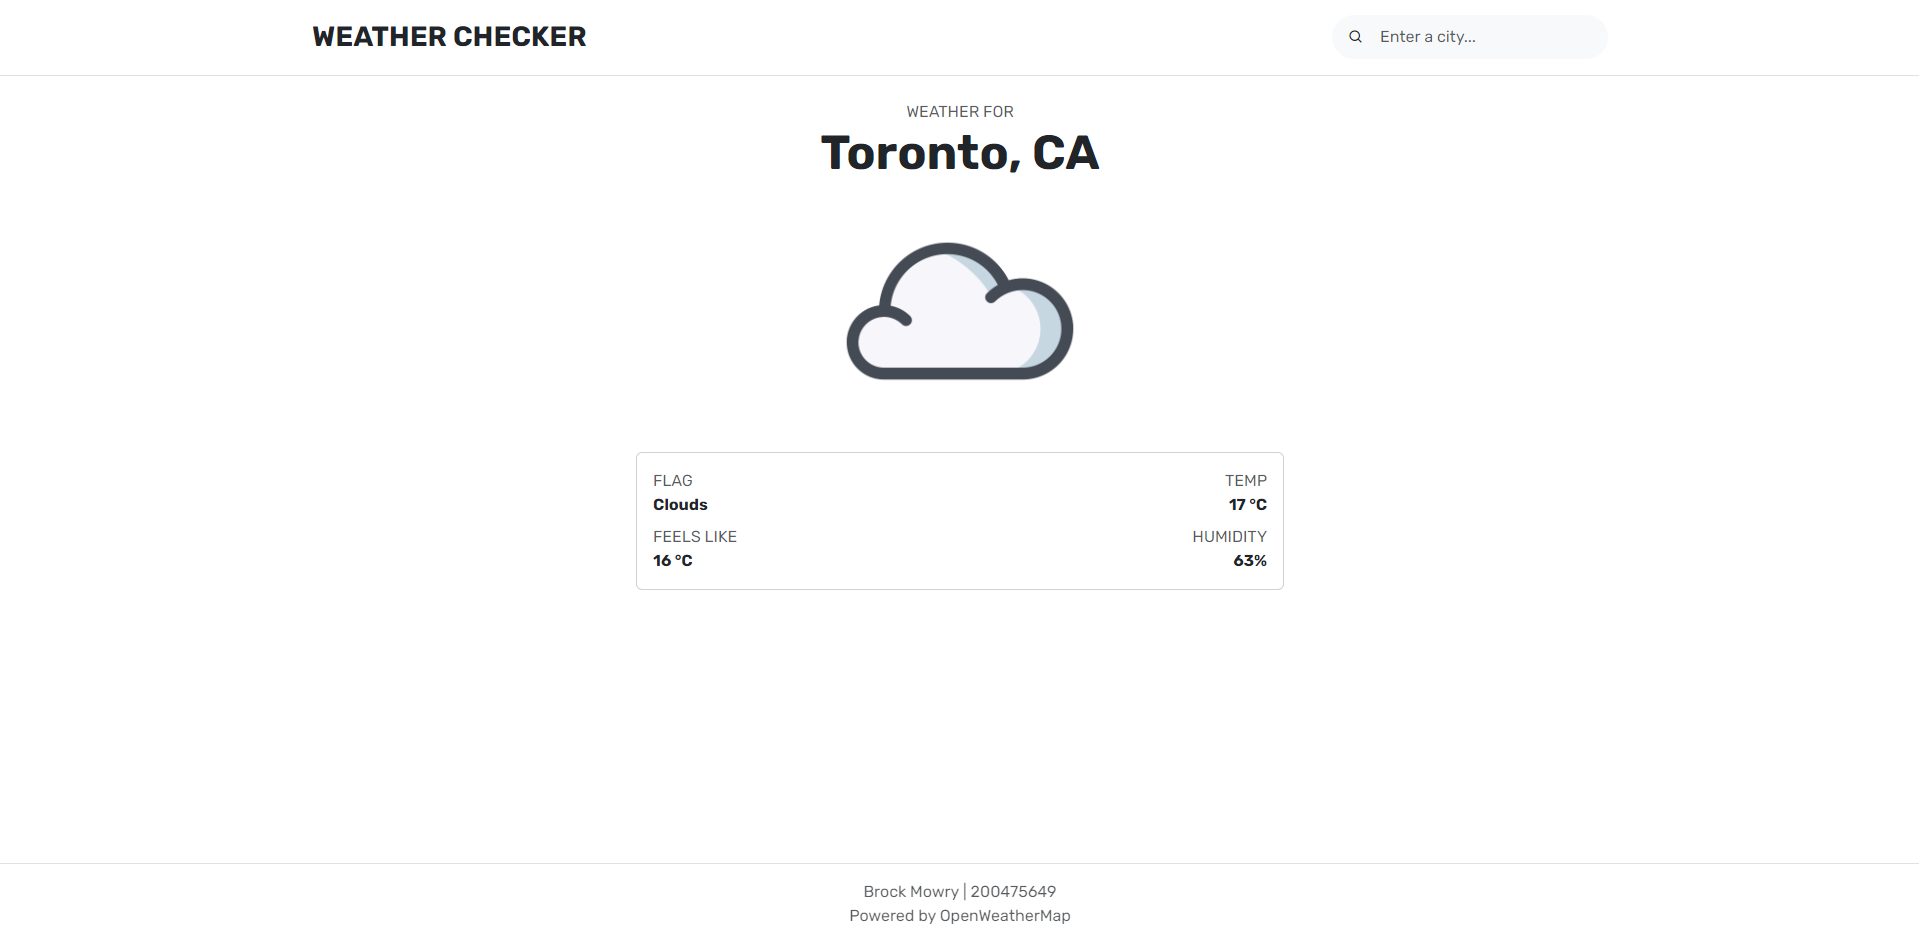 WEATHER CHECKER
Enter a city...
WEATHER FOR
Toronto, CA
FLAG
TEMP
Clouds
17 °C
FEELS LIKE
HUMIDITY
16 °C
63%
Brock Mowry | 200475649
Powered by OpenWeatherMap